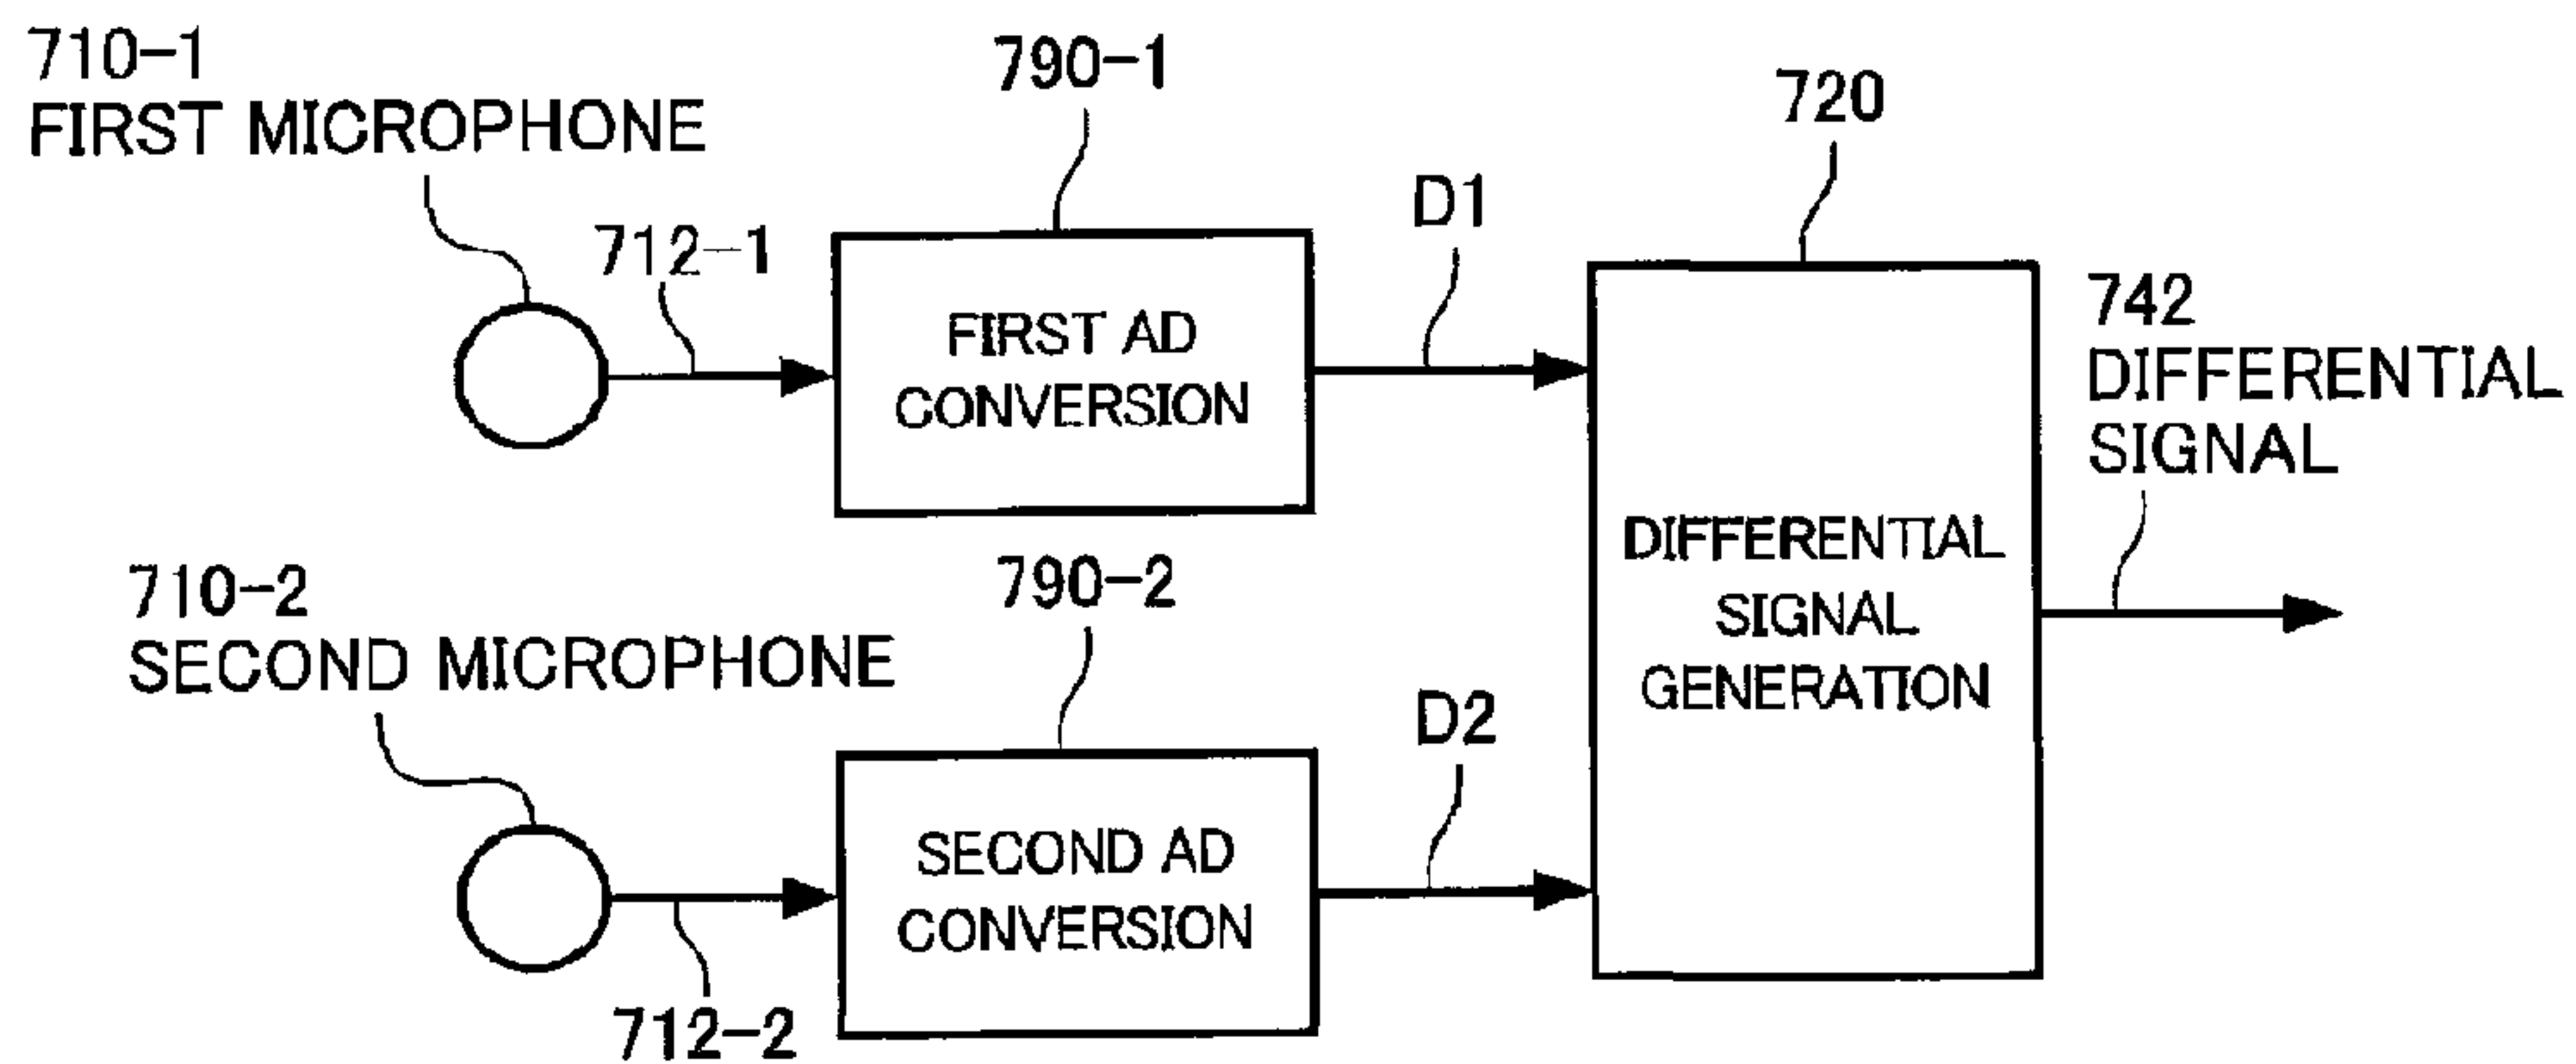 710-1
FIRST MICROPHONE
712-1
790-1
FIRST AD
CONVERSION
D1
720
DIFFERENTIAL
SIGNAL
GENERATION
742
DIFFERENTIAL
SIGNAL
710-2
SECOND MICROPHONE
712-2
790-2
SECOND AD
CONVERSION
D2